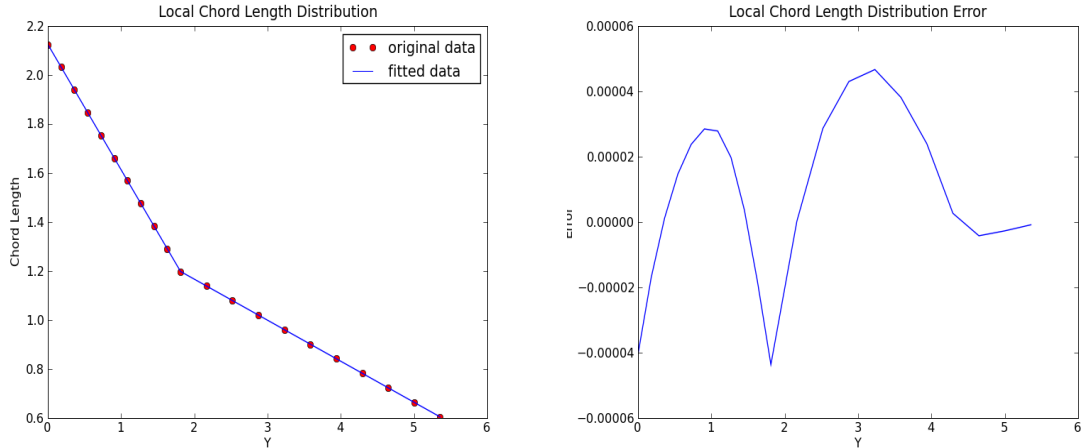 Local Chord Length Distribution
2.2
2.0
1.8
1.6
1.4
1.2
1.0
0.8
0.6
Chord Length
original data
fitted data
0 1 2 3 4 5 6
Y
Local Chord Length Distribution Error
0.00006
0.00004
0.00002
0.00000
−0.00002
−0.00004
−0.00006
Error
0 1 2 3 4 5 6
Y